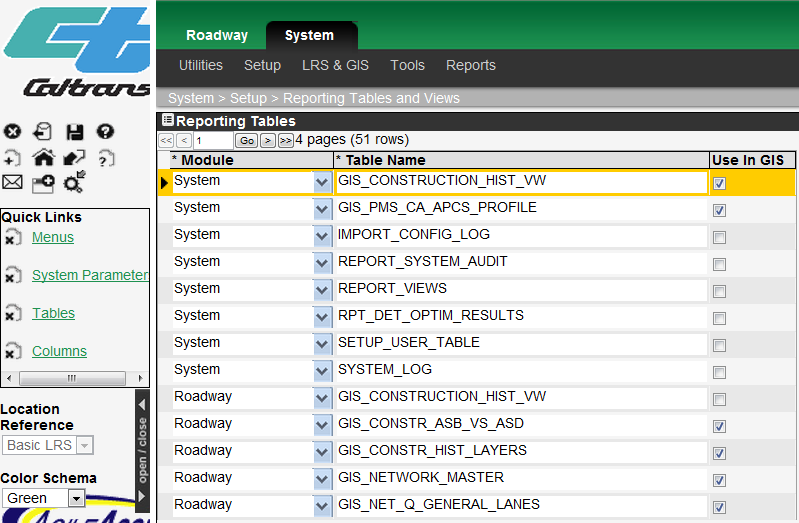 Caltrans
Roadway System
Utilities Setup LRS & GIS Tools Reports
System > Setup > Reporting Tables and Views
Reporting Tables
<< < 1 Go > >> 4 pages (51 rows)
* Module * Table Name Use In GIS
System GIS_CONSTRUCTION_HIST_VW
System GIS_PMS_CA_APCS_PROFILE
System IMPORT_CONFIG_LOG
System REPORT_SYSTEM_AUDIT
System REPORT_VIEWS
System RPT_DET_OPTIM_RESULTS
System SETUP_USER_TABLE
System SYSTEM_LOG
Roadway GIS_CONSTRUCTION_HIST_VW
Roadway GIS_CONSTR_ASB_VS_ASD
Roadway GIS_CONSTR_HIST_LAYERS
Roadway GIS_NETWORK_MASTER
Roadway GIS_NET_Q_GENERAL_LANES
Quick Links
Menus
System Parameter
Tables
Columns
Location
Reference
Basic LRS
Color Schema
Green
open / close